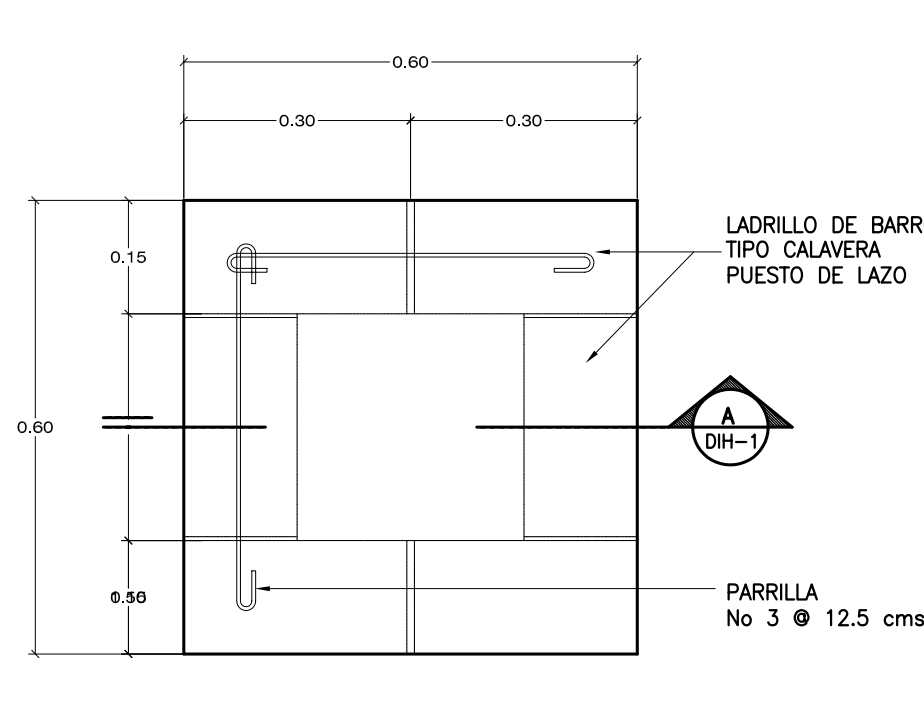 0.60
0.30 0.30
LADRILLO DE BARR
TIPO CALAVERA
PUESTO DE LAZO
0.15
0.60
A
DIH-1
PARRILLA
No 3 @ 12.5 cms